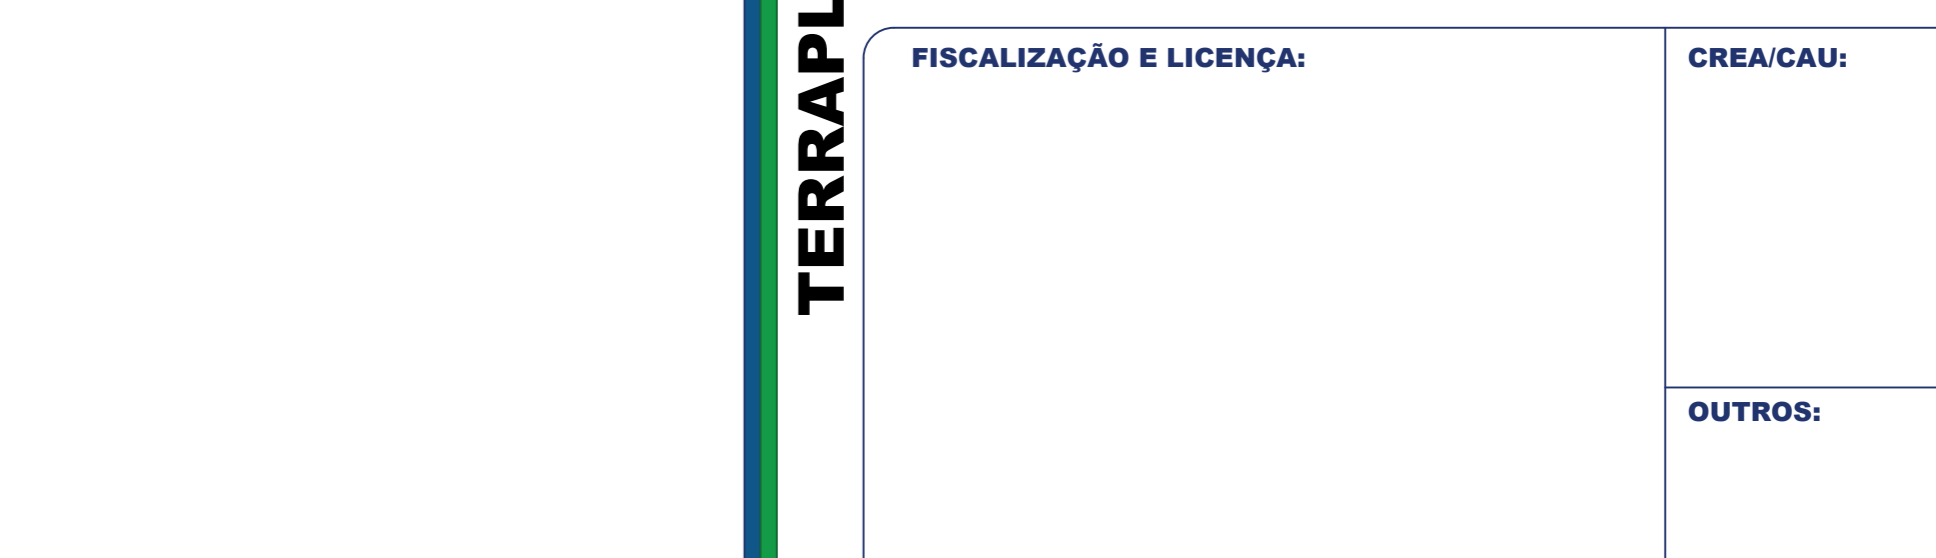 TERRAPL
FISCALIZAÇÃO E LICENÇA:
CREA/CAU:
OUTROS: